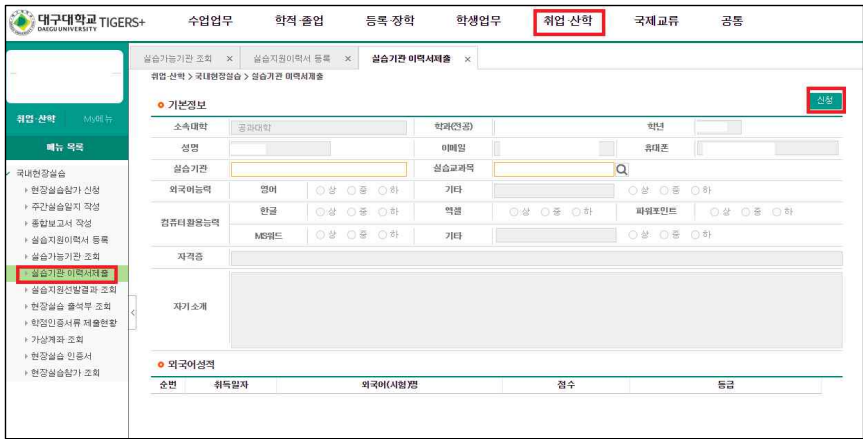 대구대학교 TIGERS+
DAEGU UNIVERSITY
수업업무 학적·졸업 등록·장학 학생업무 취업·산학 국제교류 공통
실습가능기관 조회 × 실습지원이력서 등록 × 실습기관 이력서제출 ×
취업·산학 > 국내현장실습 > 실습기관 이력서제출
취업·산학 My메뉴
메뉴 목록
국내현장실습
현장실습참가 신청
주간실습일지 작성
종합보고서 작성
실습지원이력서 등록
실습가능기관 조회
실습기관 이력서제출
실습지원선발결과 조회
현장실습 출석부 조회
학점인증서류 제출현황
가상계좌 조회
현장실습 인증서
현장실습참가 조회
기본정보
신청
소속대학 공과대학 학과(전공) 학년
성명 이메일 휴대폰
실습기관 실습교과목
외국어능력 영어 상 중 하 기타 상 중 하
컴퓨터활용능력 한글 상 중 하 엑셀 상 중 하 파워포인트 상 중 하
MS워드 상 중 하 기타 상 중 하
자격증
자기소개
외국어성적
순번 취득일자 외국어(시험)명 점수 등급